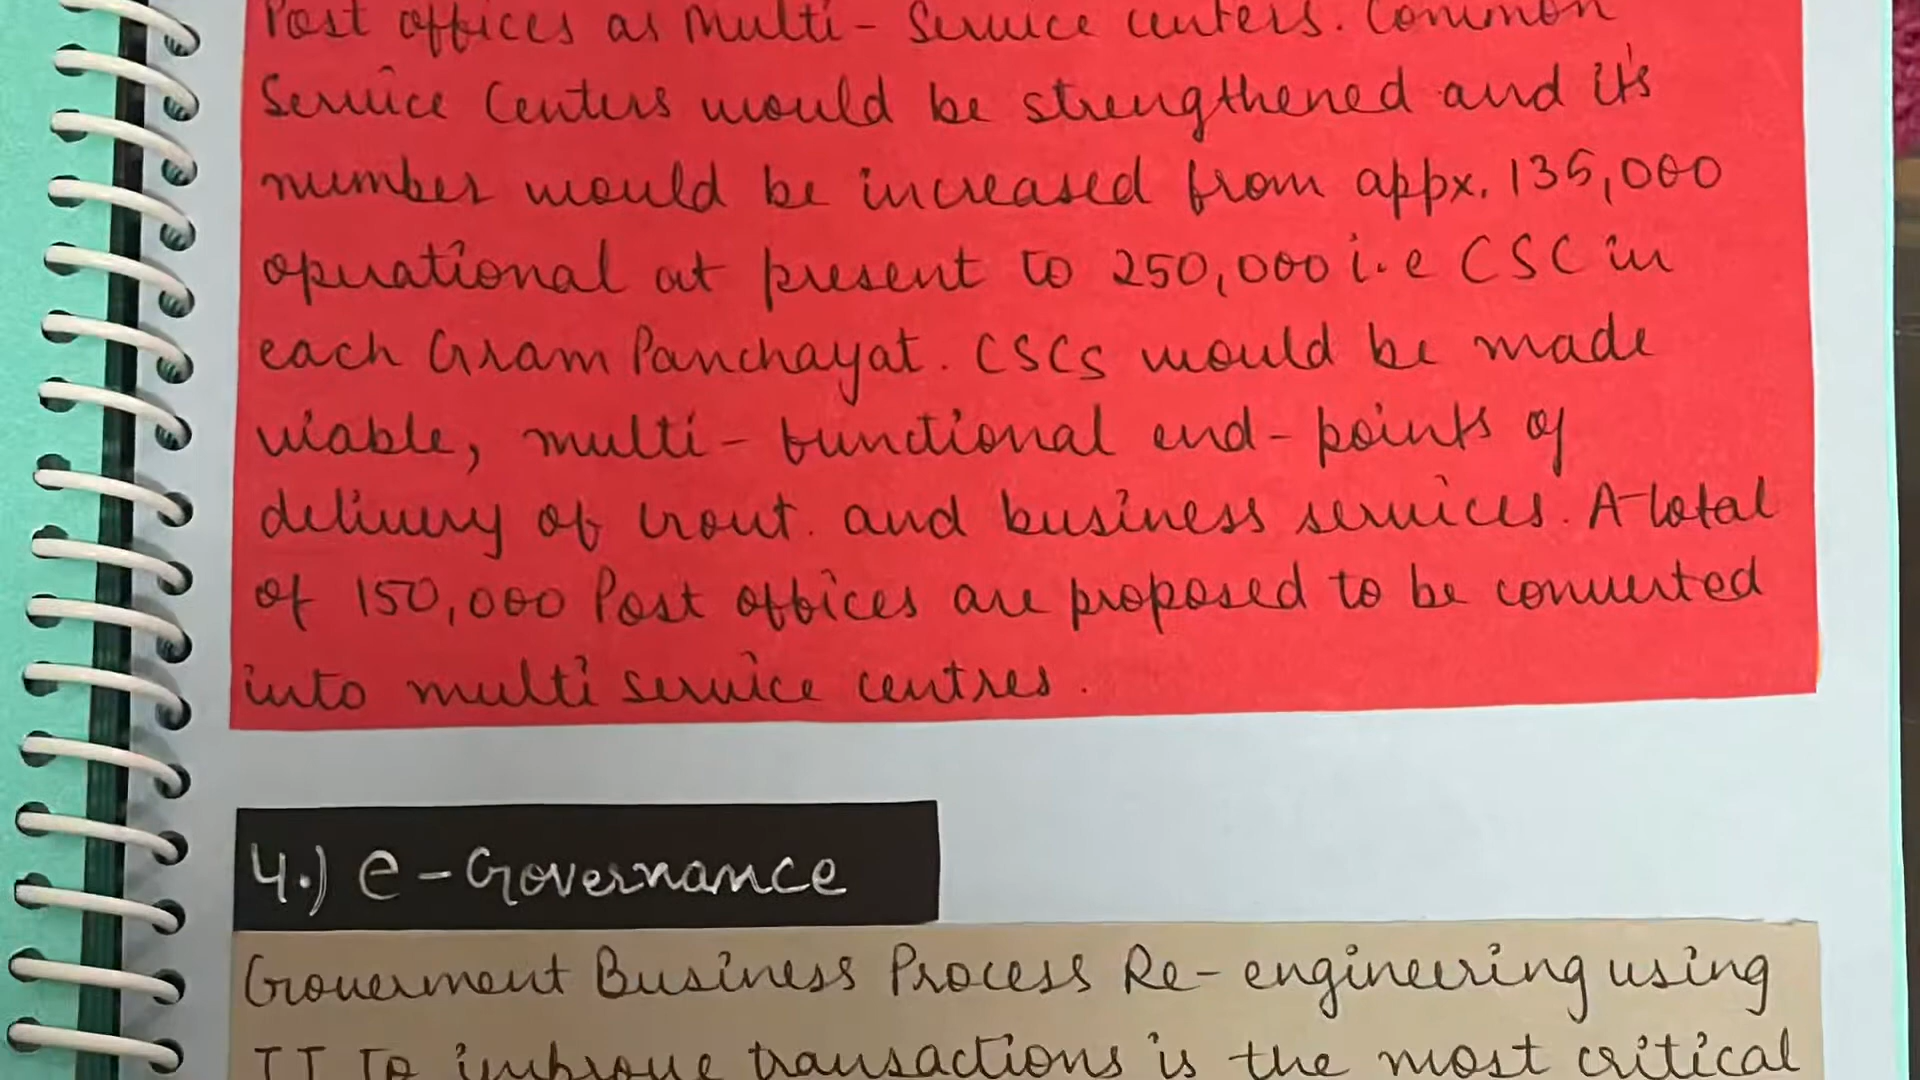 Post offices as Multi - Service centers. Common
Service Centers would be strengthened and it's
number would be increased from appx. 135,000
operational at present to 250,000 i.e CSC in
each Gram Panchayat. CSCs would be made
viable, multi - functional end - points of
delivery of Govt. and business services. A total
of 150,000 Post offices are proposed to be converted
into multi service centres.
4.) e - Governance
Government Business Process Re - engineering using
IT to improve transactions is the most critical